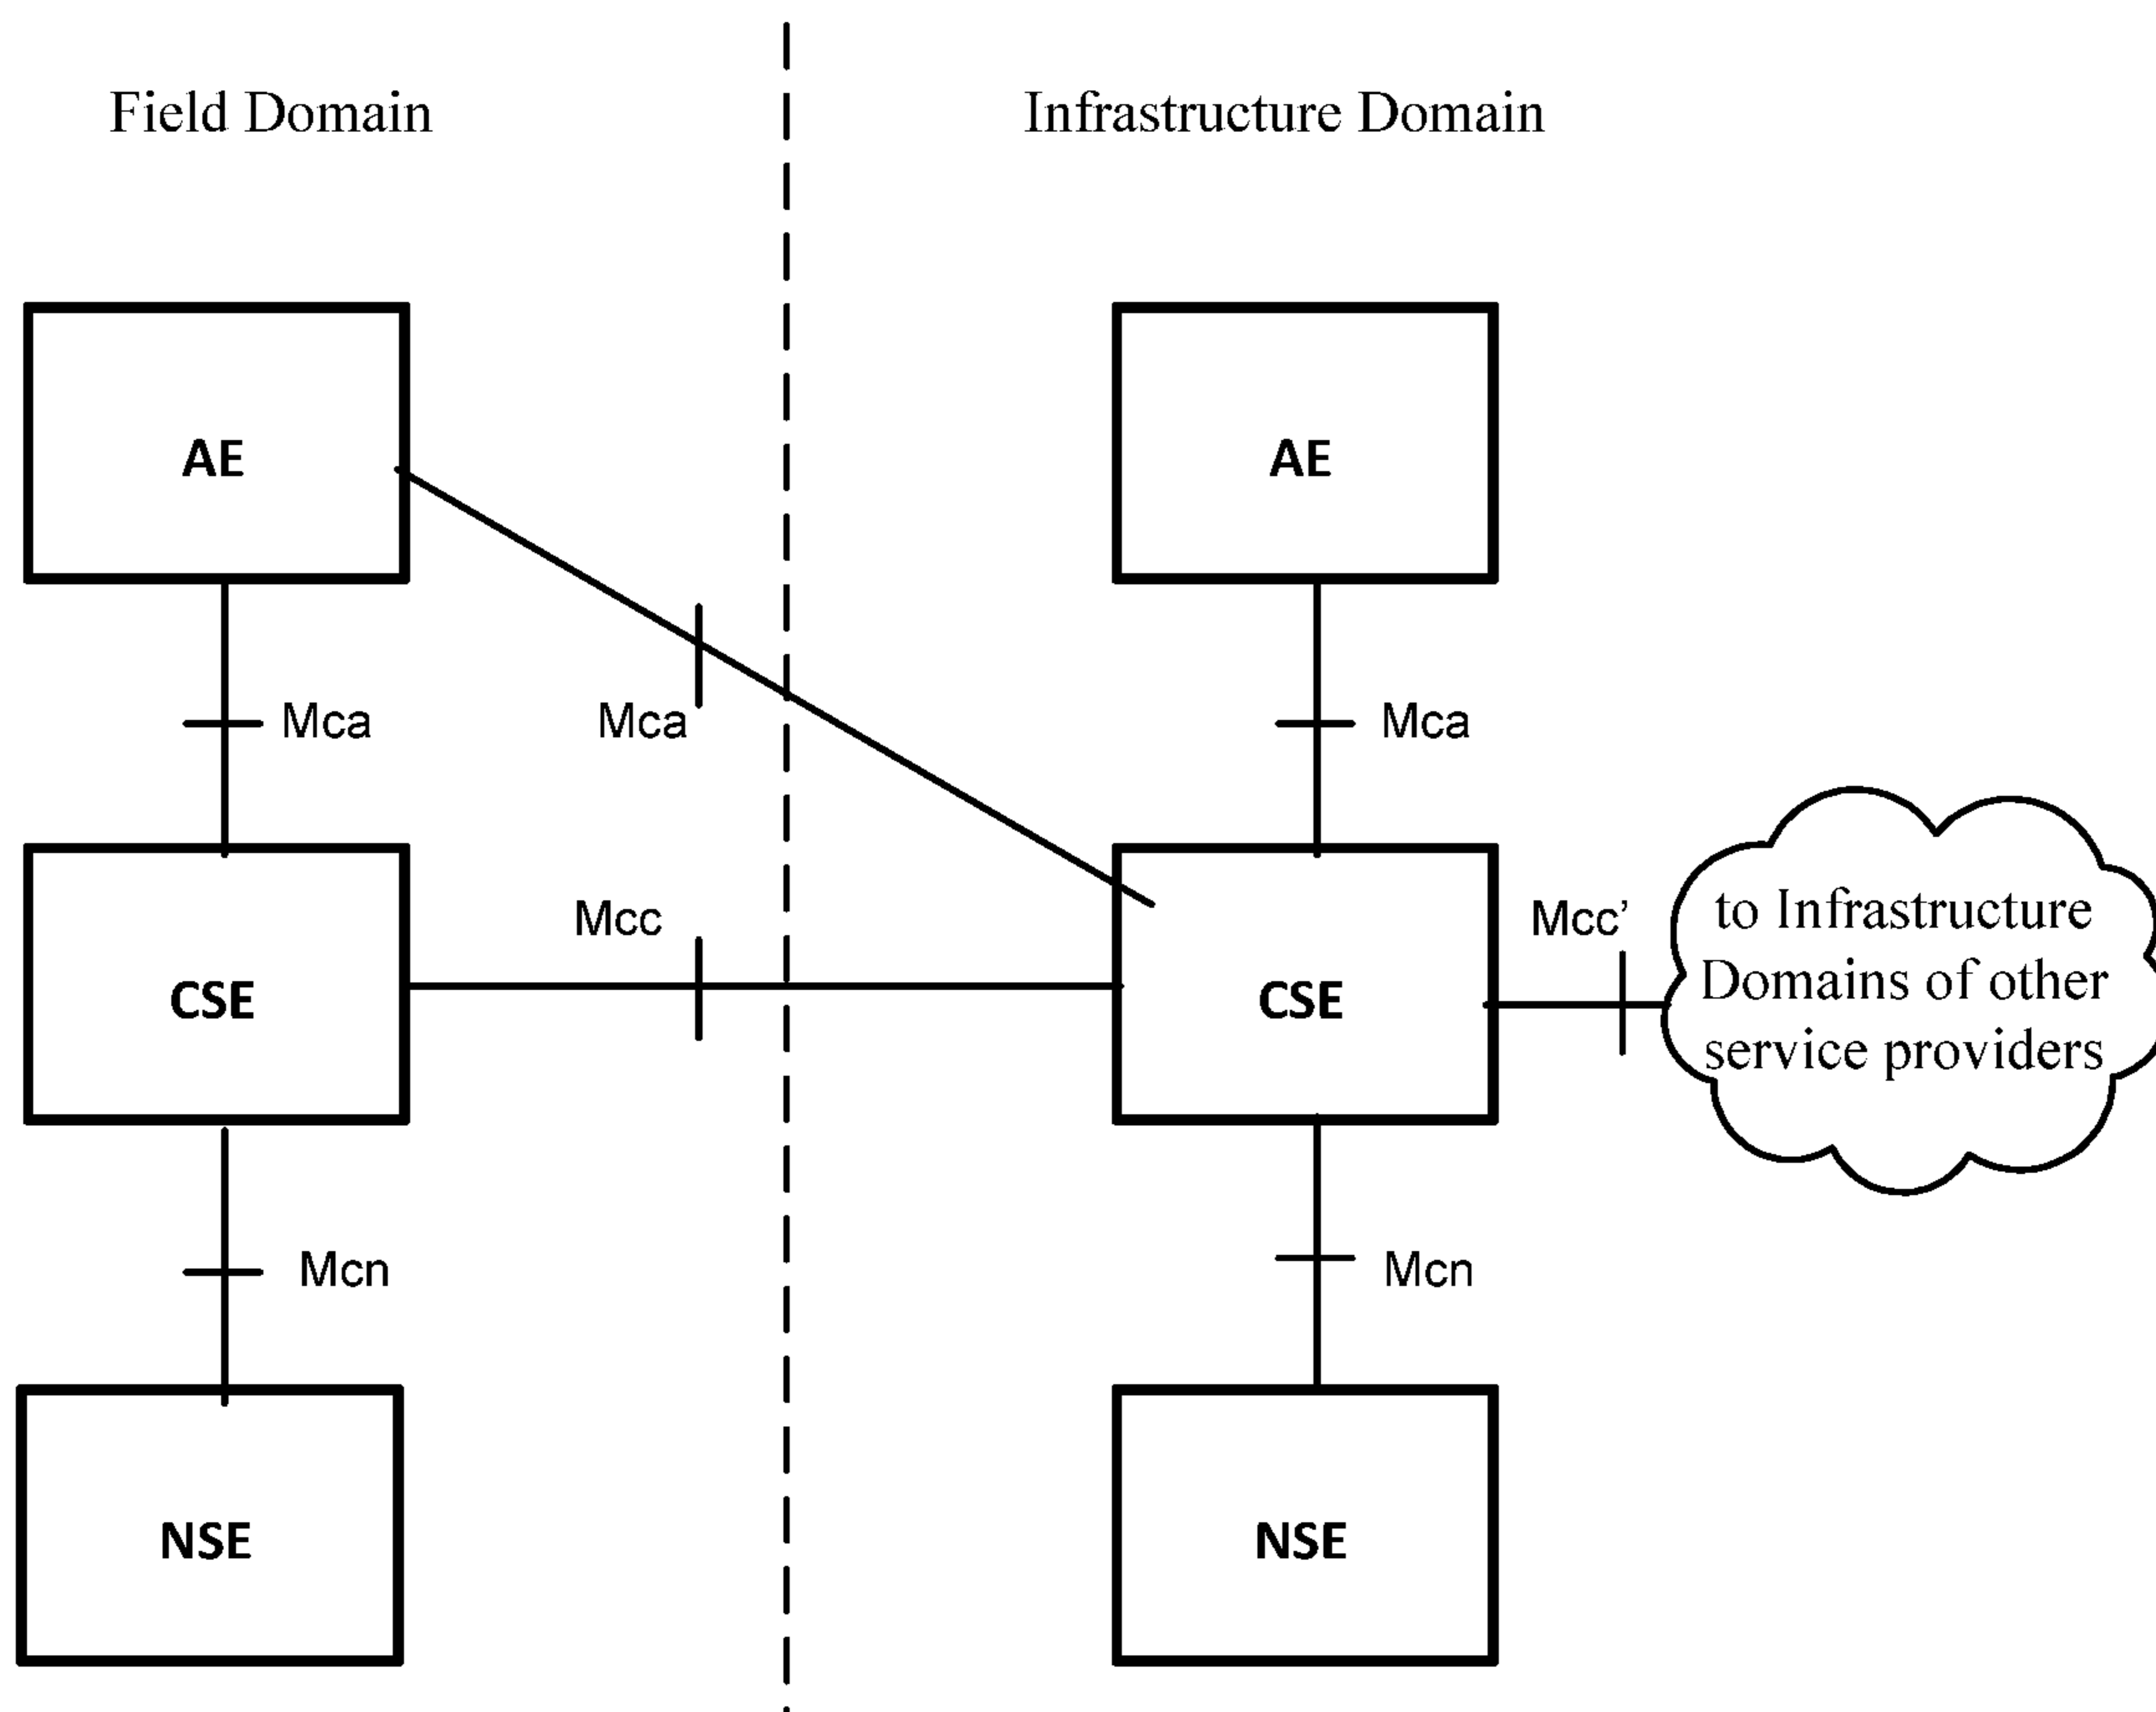 Field Domain
Infrastructure Domain
AE
AE
Mca
Mca
Mca
Mcc
Mcc’
CSE
CSE
to Infrastructure
Domains of other
service providers
Mcn
Mcn
NSE
NSE